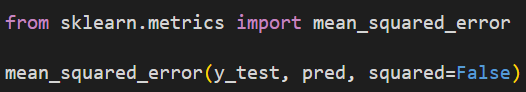 from sklearn.metrics import mean_squared_error
mean_squared_error(y_test, pred, squared=False)